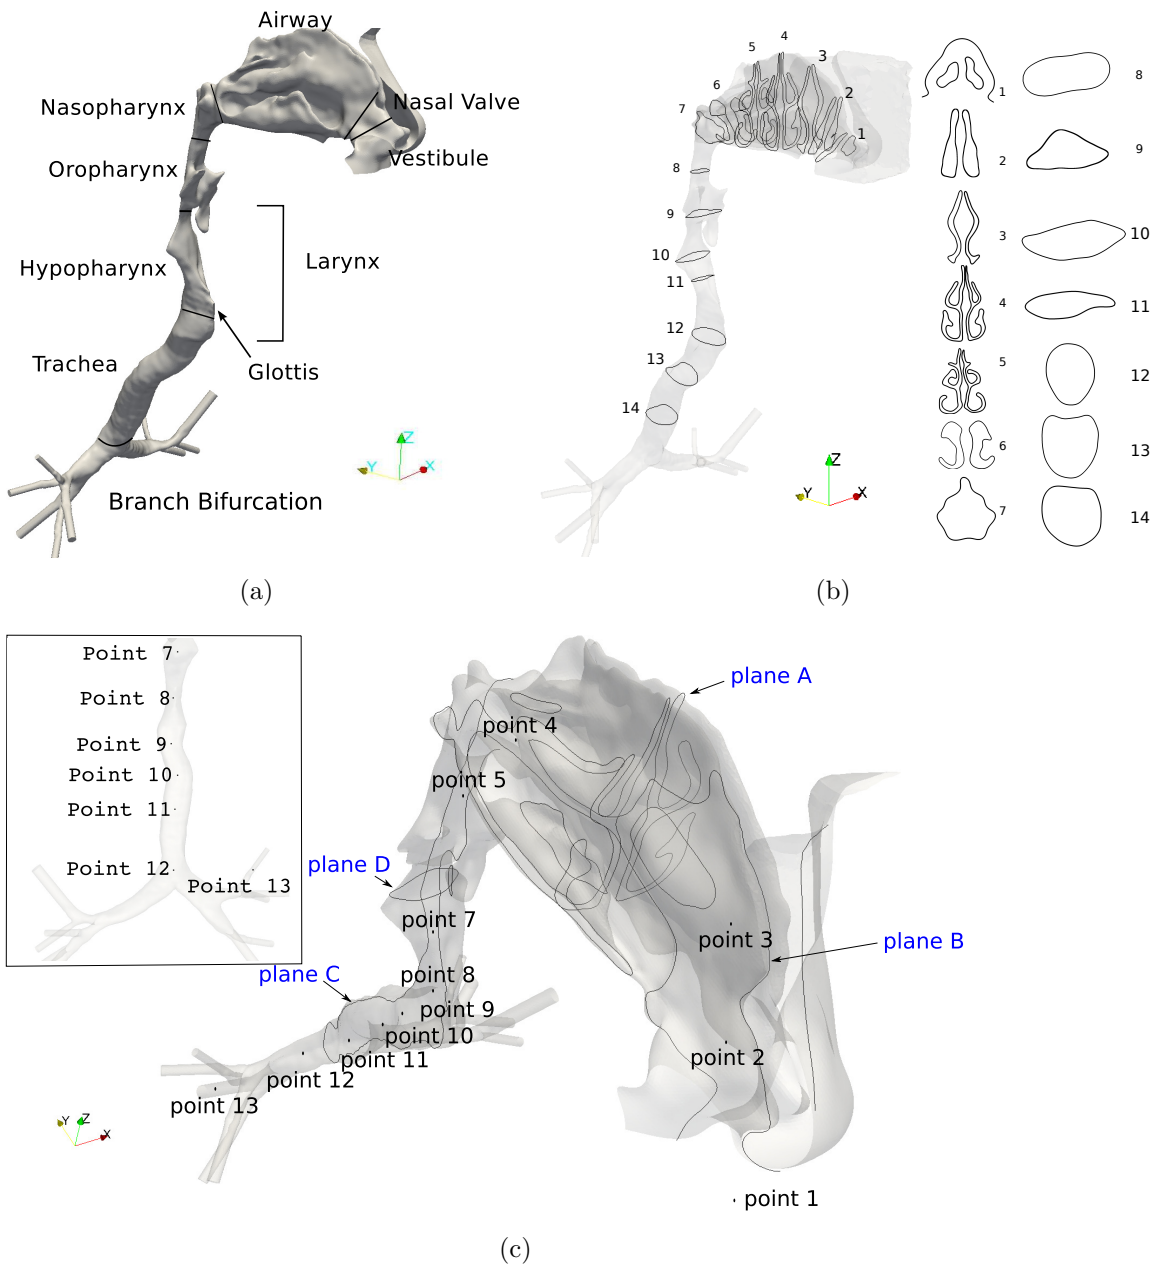 Airway
Nasopharynx
Nasal Valve
Vestibule
Oropharynx
Hypopharynx
Larynx
Trachea
Glottis
Branch Bifurcation
Z
Y
X
(a)
4
5
3
6
2
7
1
8
9
10
11
12
13
14
Z
Y
X
1
2
3
4
5
6
7
8
9
10
11
12
13
14
(b)
Point 7
Point 8
Point 9
Point 10
Point 11
Point 12
Point 13
plane A
point 4
point 5
plane D
point 7
point 3
plane B
plane C
point 8
point 9
point 10
point 2
point 11
point 12
point 13
Y
Z
X
point 1
(c)